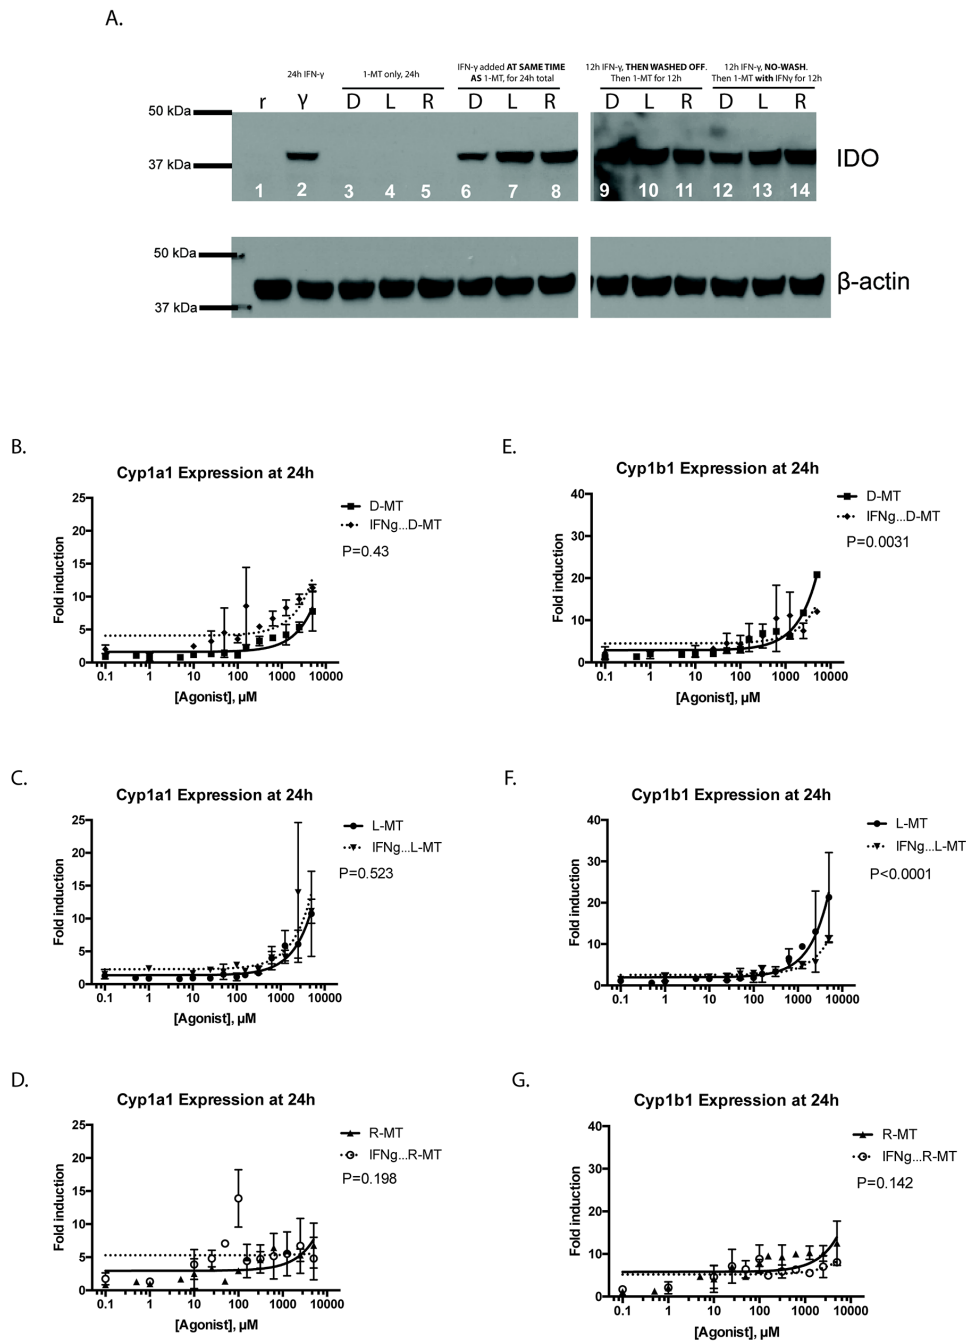 A.
24h IFN-γ
1-MT only, 24h
IFN-γ added AT SAME TIME
AS 1-MT, for 24h total
12h IFN-γ, THEN WASHED OFF.
Then 1-MT for 12h
12h IFN-γ, NO-WASH.
Then 1-MT with IFNγ for 12h
r γ D L R D L R D L R D L R
50 kDa
37 kDa
IDO
1 2 3 4 5 6 7 8 9 10 11 12 13 14
50 kDa
37 kDa
β-actin
B.
Cyp1a1 Expression at 24h
Fold induction
25
20
15
10
5
0
0.1 1 10 100 1000 10000
[Agonist], µM
D-MT
IFNg...D-MT
P=0.43
E.
Cyp1b1 Expression at 24h
Fold induction
40
30
20
10
0
0.1 1 10 100 1000 10000
[Agonist], µM
D-MT
IFNg...D-MT
P=0.0031
C.
Cyp1a1 Expression at 24h
Fold induction
25
20
15
10
5
0
0.1 1 10 100 1000 10000
[Agonist], µM
L-MT
IFNg...L-MT
P=0.523
F.
Cyp1b1 Expression at 24h
Fold induction
40
30
20
10
0
0.1 1 10 100 1000 10000
[Agonist], µM
L-MT
IFNg...L-MT
P<0.0001
D.
Cyp1a1 Expression at 24h
Fold induction
25
20
15
10
5
0
0.1 1 10 100 1000 10000
[Agonist], µM
R-MT
IFNg...R-MT
P=0.198
G.
Cyp1b1 Expression at 24h
Fold induction
40
30
20
10
0
0.1 1 10 100 1000 10000
[Agonist], µM
R-MT
IFNg...R-MT
P=0.142